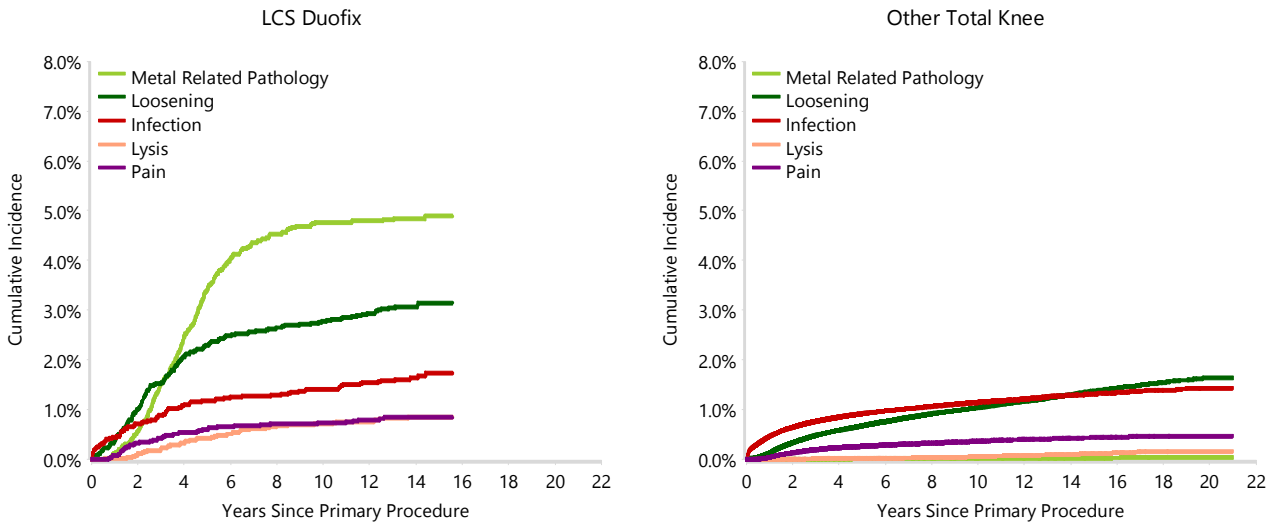 LCS Duofix
8.0%
7.0%
6.0%
5.0%
4.0%
3.0%
2.0%
1.0%
0.0%
Cumulative Incidence
Metal Related Pathology
Loosening
Infection
Lysis
Pain
0 2 4 6 8 10 12 14 16 18 20 22
Years Since Primary Procedure
Other Total Knee
8.0%
7.0%
6.0%
5.0%
4.0%
3.0%
2.0%
1.0%
0.0%
Cumulative Incidence
Metal Related Pathology
Loosening
Infection
Lysis
Pain
0 2 4 6 8 10 12 14 16 18 20 22
Years Since Primary Procedure